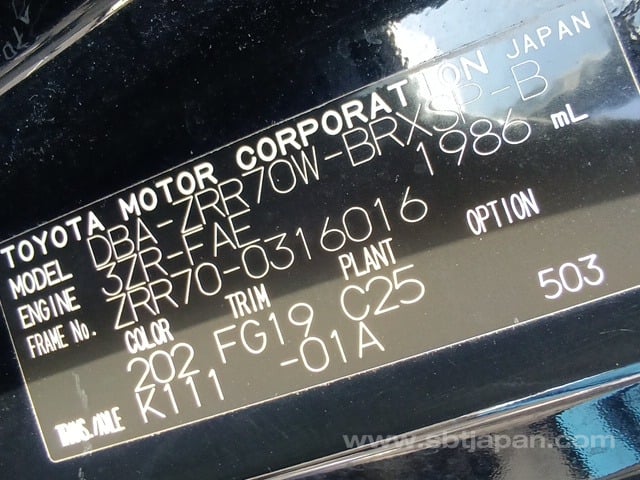 TOYOTA MOTOR CORPORATION JAPAN
MODEL DBA-ZRR70W-BRXSP-B
ENGINE 3ZR-FAE 1986 mL
FRAME No. ZRR70-0316016
COLOR TRIM PLANT OPTION
202 FG19 C25 503
TRANS./AXLE K111 -01A
www.sbtjapan.com